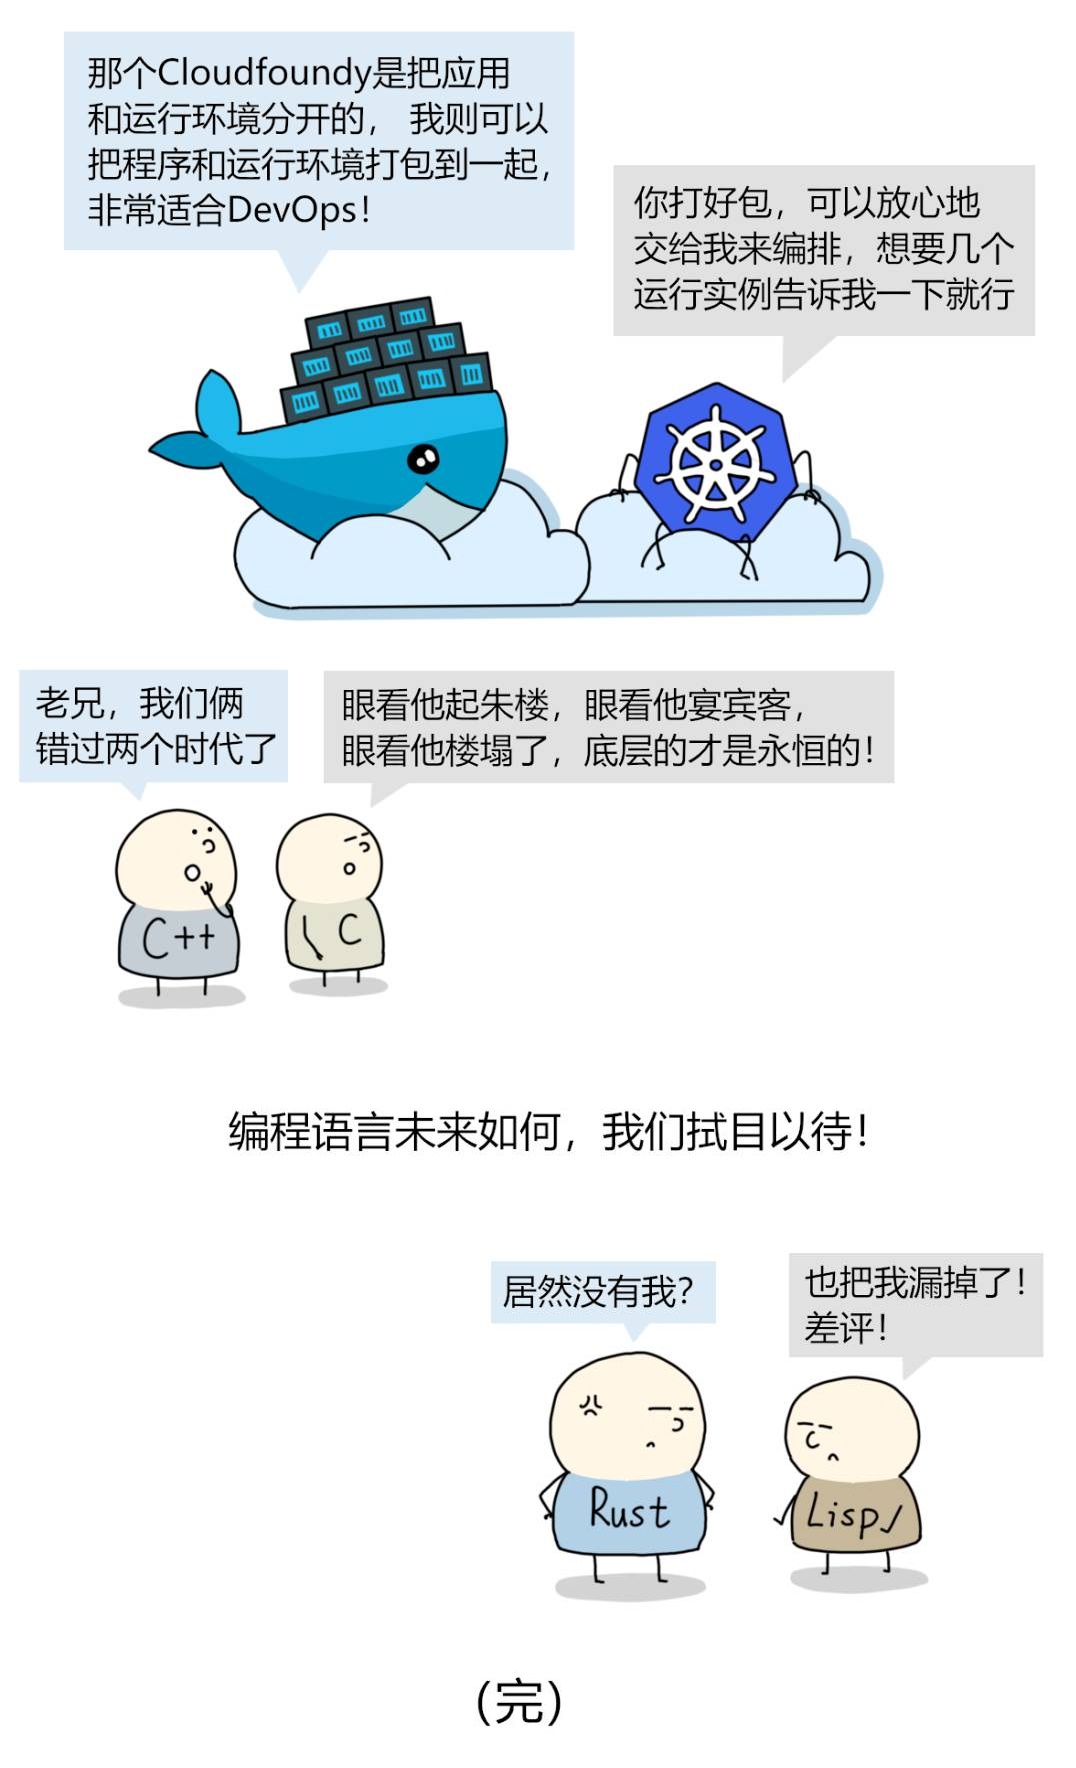 那个Cloudfoundy是把应用
和运行环境分开的， 我则可以
把程序和运行环境打包到一起，
非常适合DevOps！
你打好包，可以放心地
交给我来编排，想要几个
运行实例告诉我一下就行
老兄，我们俩
错过两个时代了
眼看他起朱楼，眼看他宴宾客，
眼看他楼塌了，底层的才是永恒的！
C++
C
编程语言未来如何，我们拭目以待！
居然没有我？
也把我漏掉了！
差评！
Rust
Lisp
（完）